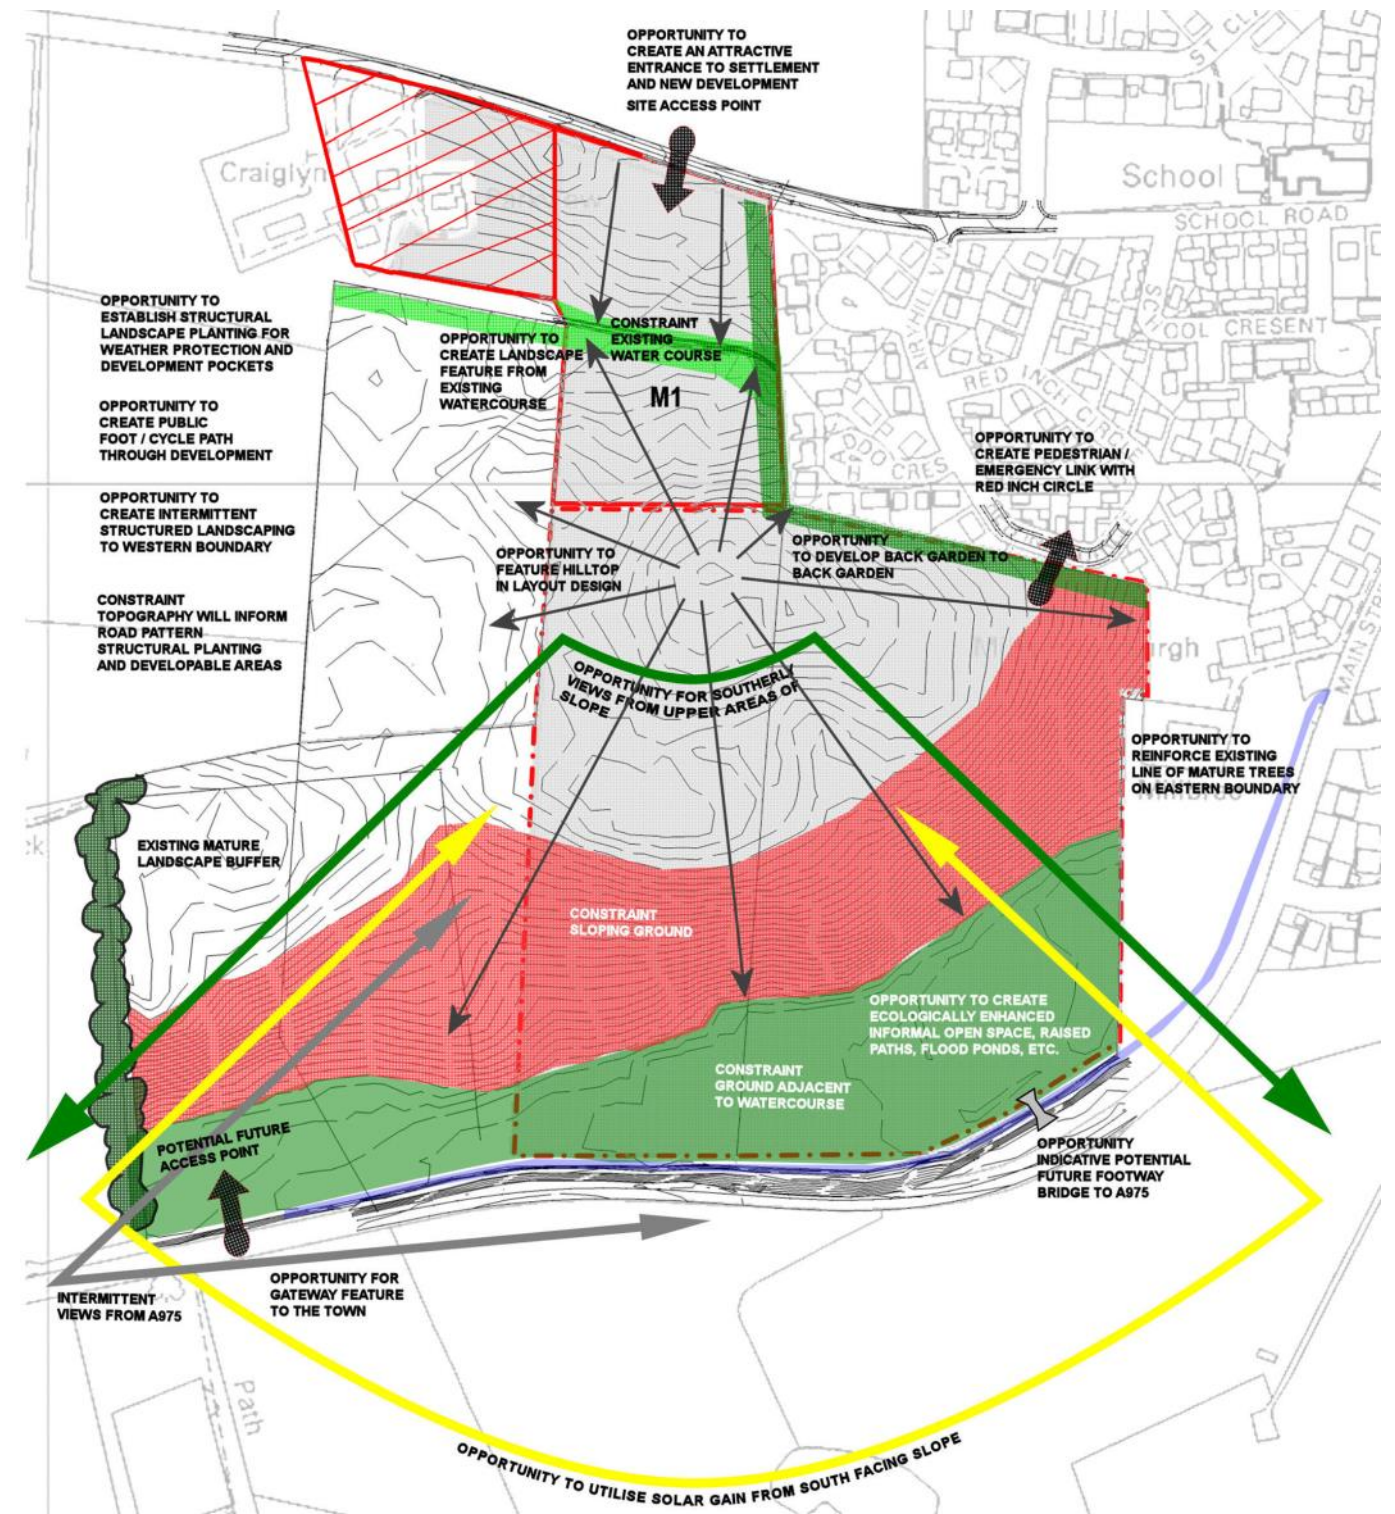 OPPORTUNITY TO
CREATE AN ATTRACTIVE
ENTRANCE TO SETTLEMENT
AND NEW DEVELOPMENT
SITE ACCESS POINT
ST CL
Craiglyn
School
SCHOOL ROAD
OPPORTUNITY TO
ESTABLISH STRUCTURAL
LANDSCAPE PLANTING FOR
WEATHER PROTECTION AND
DEVELOPMENT POCKETS
OPPORTUNITY TO
CREATE LANDSCAPE
FEATURE FROM
EXISTING
WATERCOURSE
CONSTRAINT
EXISTING
WATER COURSE
M1
OOL CRESENT
RED INCH CIRCLE
OPPORTUNITY TO
CREATE PUBLIC
FOOT / CYCLE PATH
THROUGH DEVELOPMENT
OPPORTUNITY TO
CREATE PEDESTRIAN /
EMERGENCY LINK WITH
RED INCH CIRCLE
OPPORTUNITY TO
CREATE INTERMITTENT
STRUCTURED LANDSCAPING
TO WESTERN BOUNDARY
OPPORTUNITY TO
FEATURE HILLTOP
IN LAYOUT DESIGN
OPPORTUNITY
TO DEVELOP BACK GARDEN TO
BACK GARDEN
CONSTRAINT
TOPOGRAPHY WILL INFORM
ROAD PATTERN
STRUCTURAL PLANTING
AND DEVELOPABLE AREAS
MAIN STR
urgh
OPPORTUNITY FOR SOUTHERLY
VIEWS FROM UPPER AREAS OF
SLOPE
OPPORTUNITY TO
REINFORCE EXISTING
LINE OF MATURE TREES
ON EASTERN BOUNDARY
EXISTING MATURE
LANDSCAPE BUFFER
CONSTRAINT
SLOPING GROUND
OPPORTUNITY TO CREATE
ECOLOGICALLY ENHANCED
INFORMAL OPEN SPACE, RAISED
PATHS, FLOOD PONDS, ETC.
CONSTRAINT
GROUND ADJACENT
TO WATERCOURSE
POTENTIAL FUTURE
ACCESS POINT
OPPORTUNITY
INDICATIVE POTENTIAL
FUTURE FOOTWAY
BRIDGE TO A975
OPPORTUNITY FOR
GATEWAY FEATURE
TO THE TOWN
INTERMITTENT
VIEWS FROM A975
Path
OPPORTUNITY TO UTILISE SOLAR GAIN FROM SOUTH FACING SLOPE